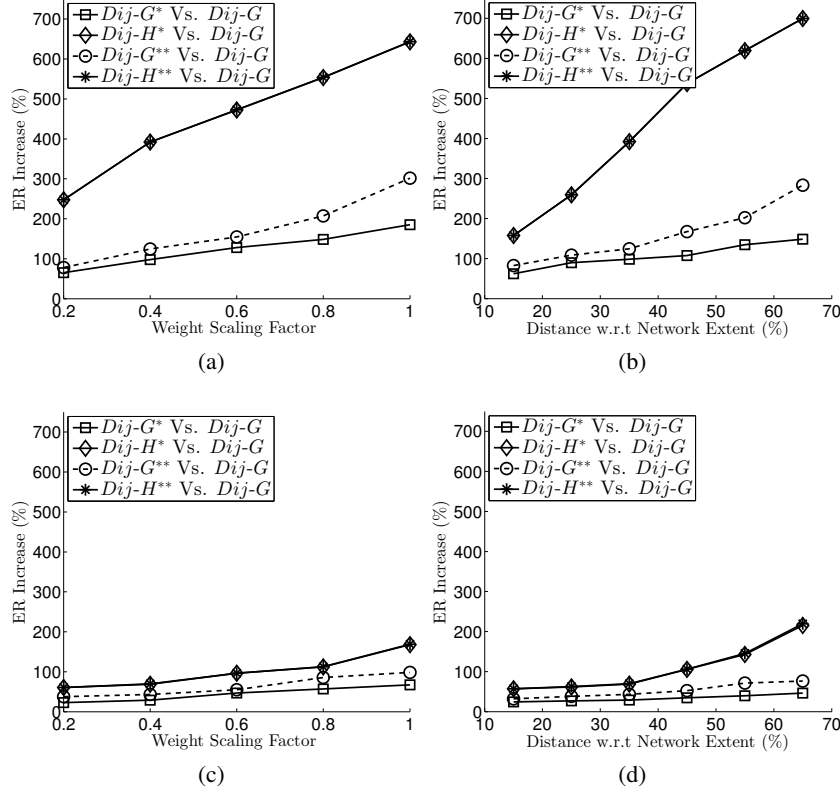 700
600
500
400
300
200
100
0
ER Increase (%)
Dij-G* Vs. Dij-G
Dij-H* Vs. Dij-G
Dij-G** Vs. Dij-G
Dij-H** Vs. Dij-G
0.2 0.4 0.6 0.8 1
Weight Scaling Factor
(a)
700
600
500
400
300
200
100
0
ER Increase (%)
Dij-G* Vs. Dij-G
Dij-H* Vs. Dij-G
Dij-G** Vs. Dij-G
Dij-H** Vs. Dij-G
10 20 30 40 50 60 70
Distance w.r.t Network Extent (%)
(b)
700
600
500
400
300
200
100
0
ER Increase (%)
Dij-G* Vs. Dij-G
Dij-H* Vs. Dij-G
Dij-G** Vs. Dij-G
Dij-H** Vs. Dij-G
0.2 0.4 0.6 0.8 1
Weight Scaling Factor
(c)
700
600
500
400
300
200
100
0
ER Increase (%)
Dij-G* Vs. Dij-G
Dij-H* Vs. Dij-G
Dij-G** Vs. Dij-G
Dij-H** Vs. Dij-G
10 20 30 40 50 60 70
Distance w.r.t Network Extent (%)
(d)